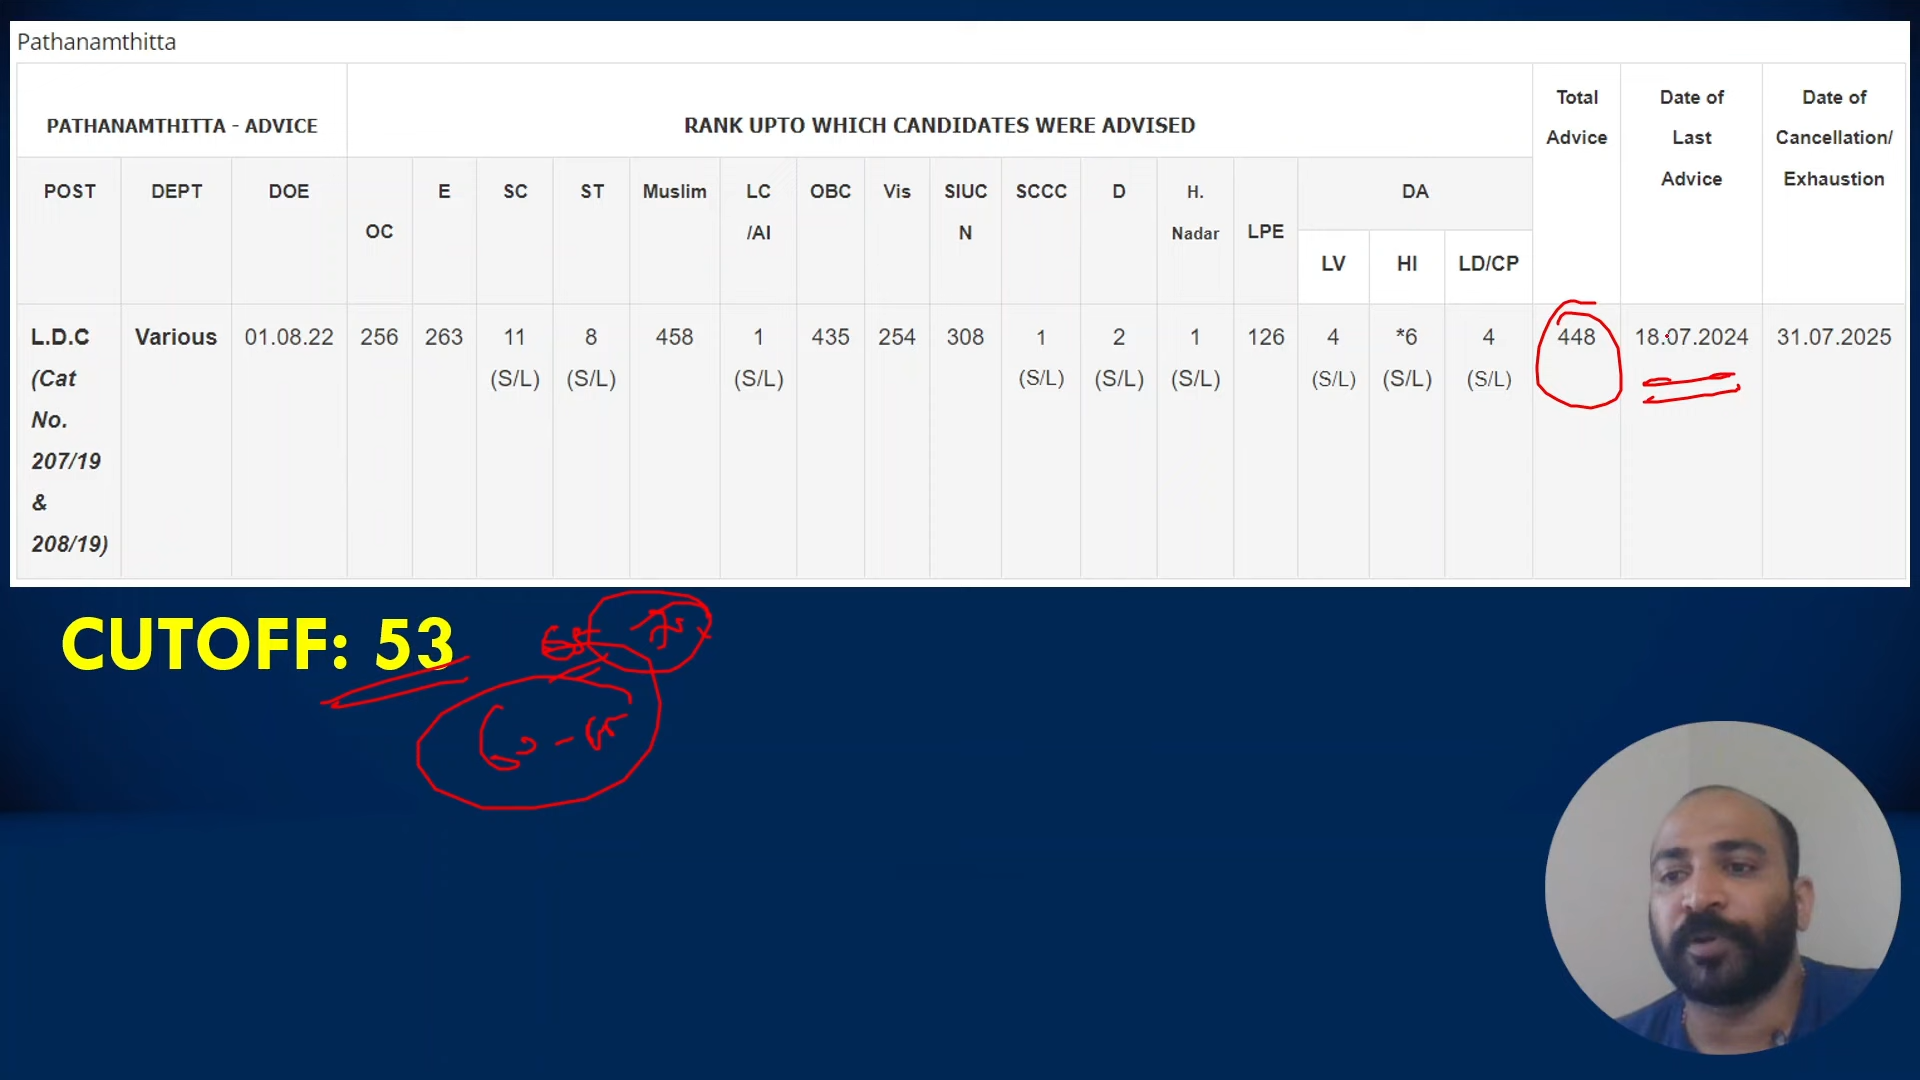 Pathanamthitta
PATHANAMTHITTA - ADVICE
RANK UPTO WHICH CANDIDATES WERE ADVISED
Total Advice
Date of Last Advice
Date of Cancellation/ Exhaustion
POST DEPT DOE OC E SC ST Muslim LC /AI OBC Vis SIUC N SCCC D H. Nadar LPE DA
LV HI LD/CP
L.D.C Various 01.08.22 256 263 11 8 458 1 435 254 308 1 2 1 126 4 *6 4 448 18.07.2024 31.07.2025
(Cat (S/L) (S/L) (S/L) (S/L) (S/L) (S/L) (S/L) (S/L) (S/L)
No.
207/19
&
208/19)
CUTOFF: 53